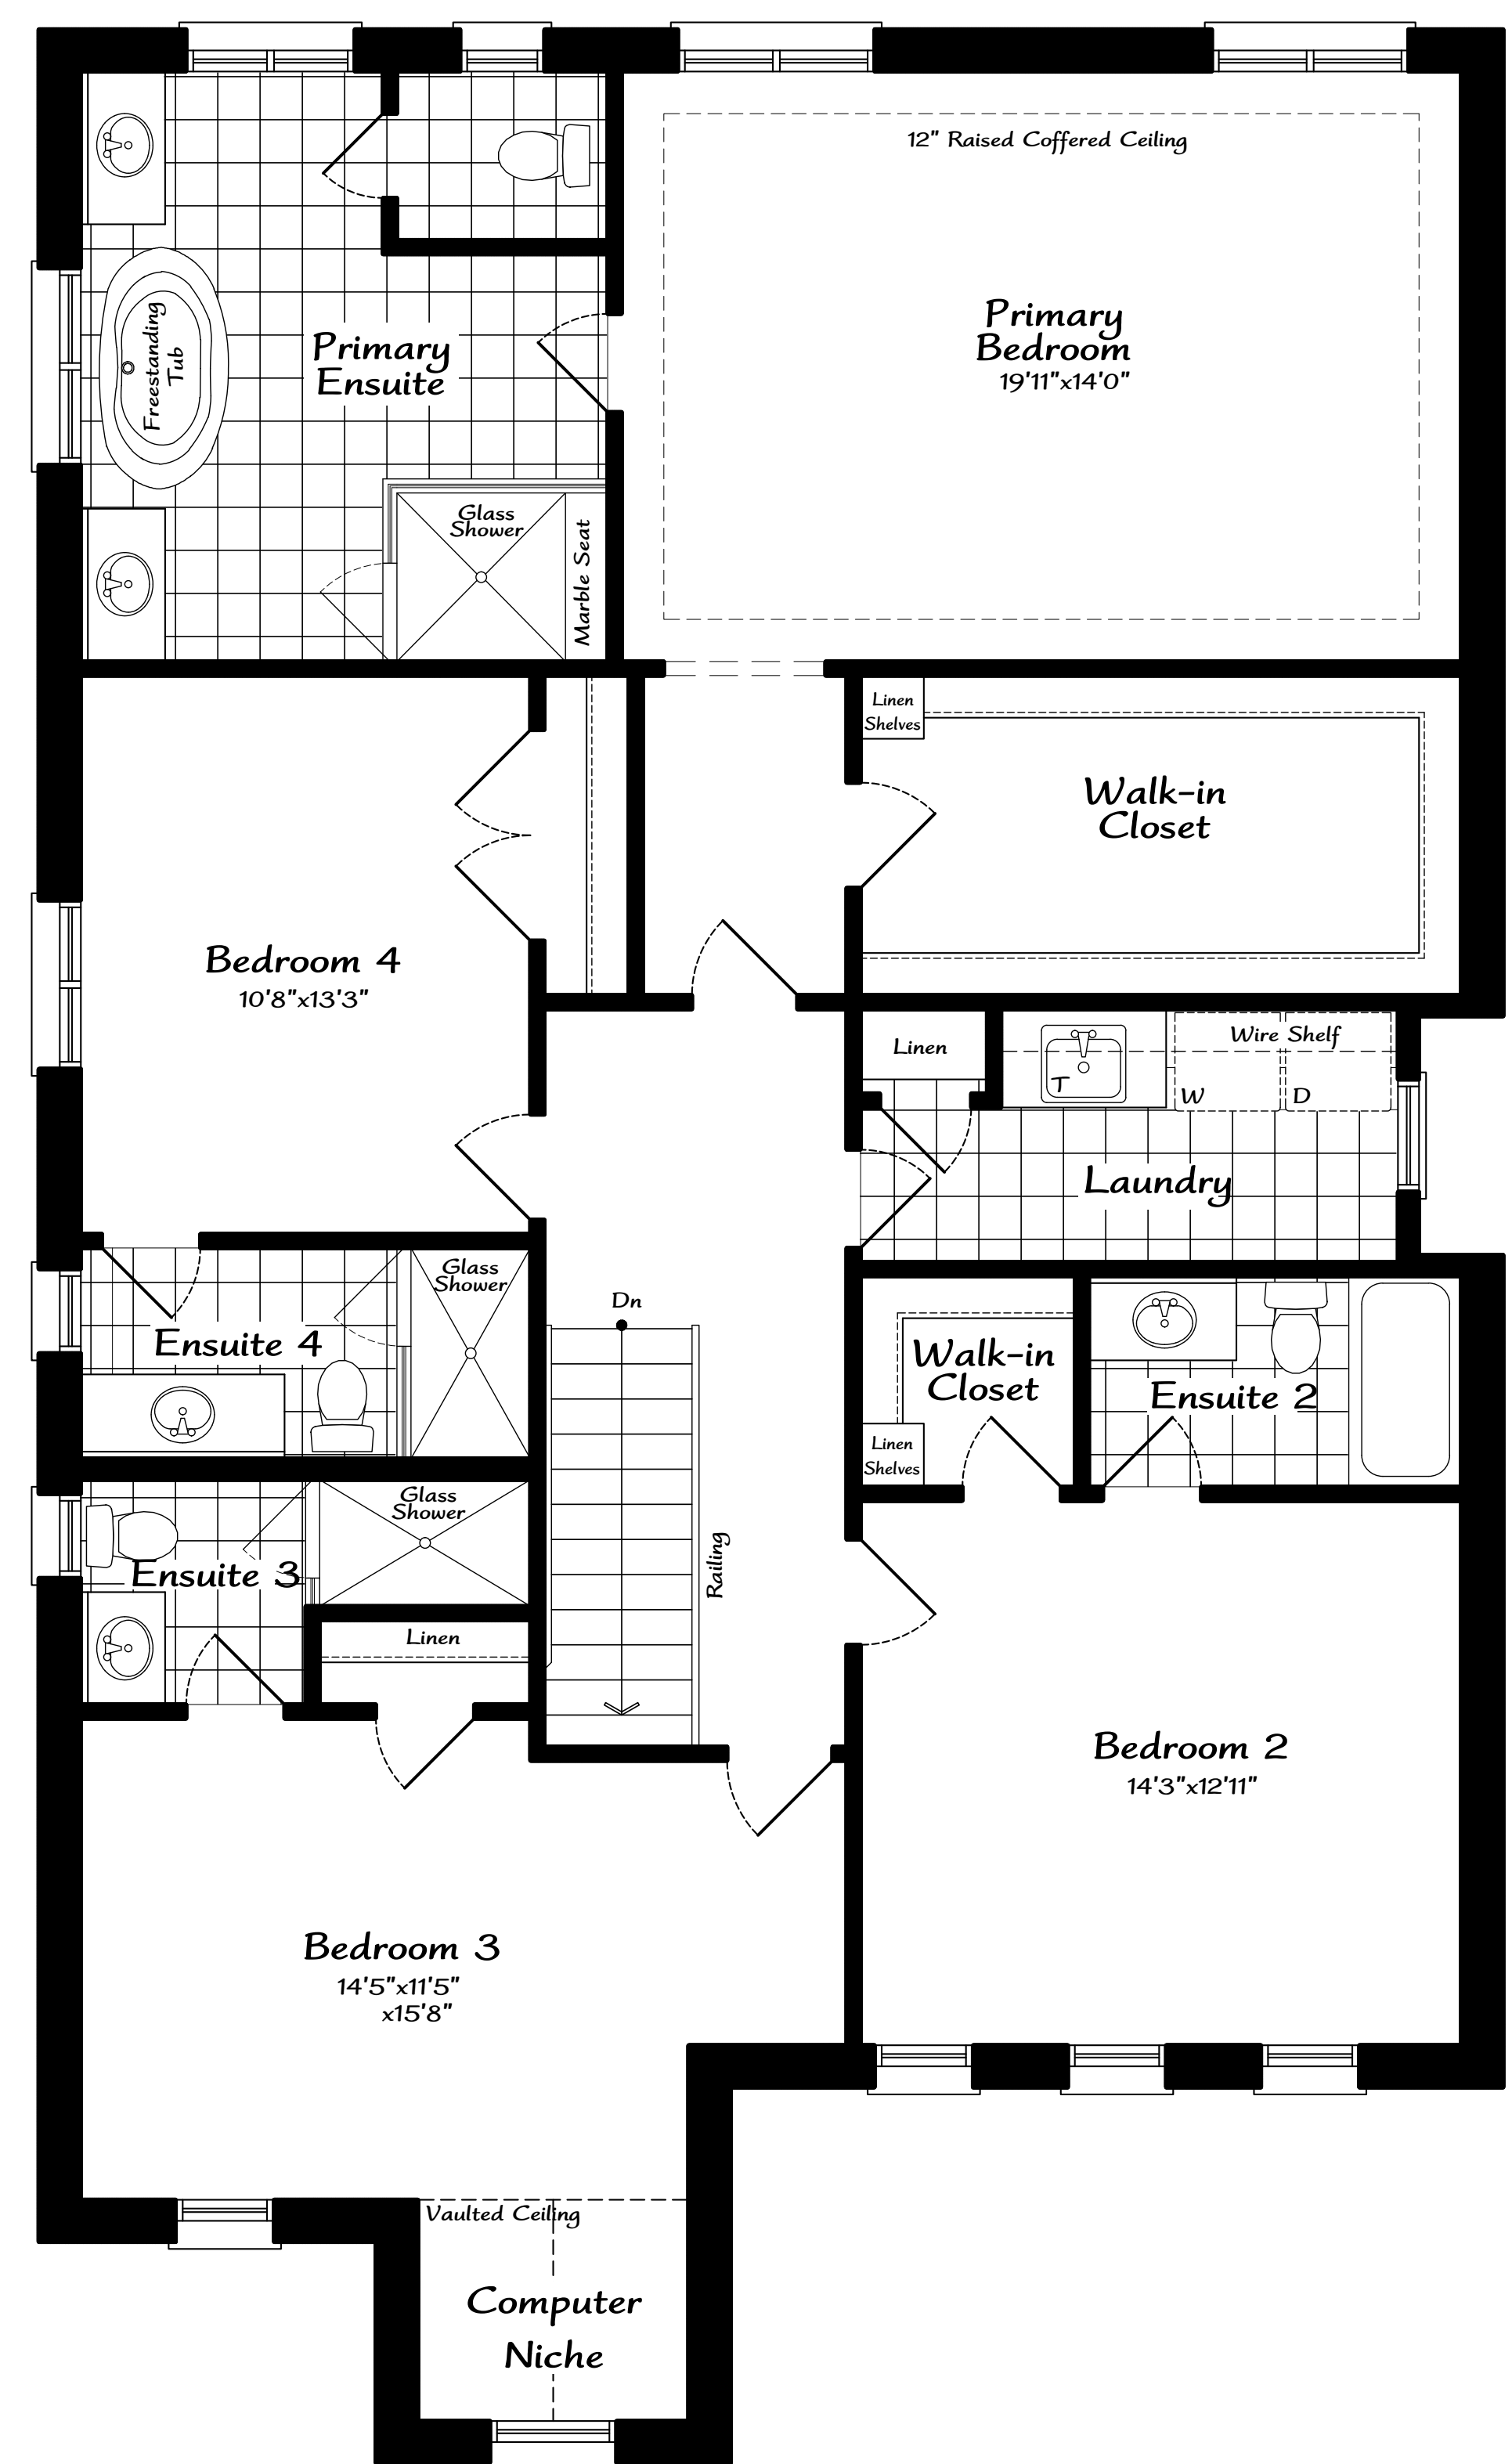 12" Raised Coffered Ceiling
Primary
Bedroom
19'11"x14'0"
Freestanding
Tub
Primary
Ensuite
Glass
Shower
Marble Seat
Linen
Shelves
Walk-in
Closet
Bedroom 4
10'8"x13'3"
Linen
Wire Shelf
T
W
D
Laundry
Glass
Shower
Ensuite 4
Dn
Walk-in
Closet
Linen
Shelves
Ensuite 2
Glass
Shower
Ensuite 3
Railing
Linen
Bedroom 2
14'3"x12'11"
Bedroom 3
14'5"x11'5"
x15'8"
Vaulted Ceiling
Computer
Niche